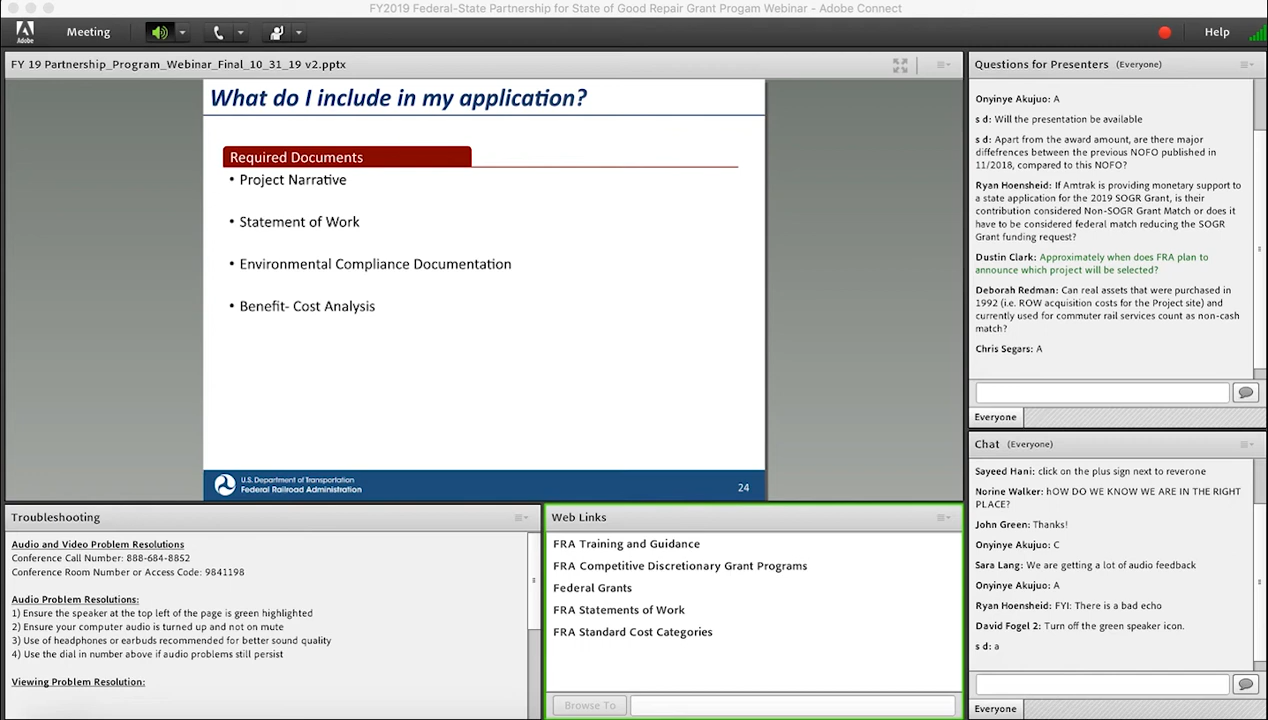 FY2019 Federal-State Partnership for State of Good Repair Grant Progam Webinar - Adobe Connect
Adobe
Meeting
Help
FY 19 Partnership_Program_Webinar_Final_10_31_19 v2.pptx
What do I include in my application?
Required Documents
• Project Narrative
• Statement of Work
• Environmental Compliance Documentation
• Benefit- Cost Analysis
U.S. Department of Transportation
Federal Railroad Administration
24
Questions for Presenters (Everyone)
Onyinye Akujuo: A
s d: Will the presentation be available
s d: Apart from the award amount, are there major
diffefrences between the previous NOFO published in
11/2018, compared to this NOFO?
Ryan Hoensheid: If Amtrak is providing monetary support to
a state application for the 2019 SOGR Grant, is their
contribution considered Non-SOGR Grant Match or does it
have to be considered federal match reducing the SOGR
Grant funding request?
Dustin Clark: Approximately when does FRA plan to
announce which project will be selected?
Deborah Redman: Can real assets that were purchased in
1992 (i.e. ROW acquisition costs for the Project site) and
currently used for commuter rail services count as non-cash
match?
Chris Segars: A
Everyone
Chat (Everyone)
Sayeed Hani: click on the plus sign next to reverone
Norine Walker: hOW DO WE KNOW WE ARE IN THE RIGHT
PLACE?
John Green: Thanks!
Onyinye Akujuo: C
Sara Lang: We are getting a lot of audio feedback
Onyinye Akujuo: A
Ryan Hoensheid: FYI: There is a bad echo
David Fogel 2: Turn off the green speaker icon.
s d: a
Everyone
Troubleshooting
Audio and Video Problem Resolutions
Conference Call Number: 888-684-8852
Conference Room Number or Access Code: 9841198
Audio Problem Resolutions:
1) Ensure the speaker at the top left of the page is green highlighted
2) Ensure your computer audio is turned up and not on mute
3) Use of headphones or earbuds recommended for better sound quality
4) Use the dial in number above if audio problems still persist
Viewing Problem Resolution:
Web Links
FRA Training and Guidance
FRA Competitive Discretionary Grant Programs
Federal Grants
FRA Statements of Work
FRA Standard Cost Categories
Browse To